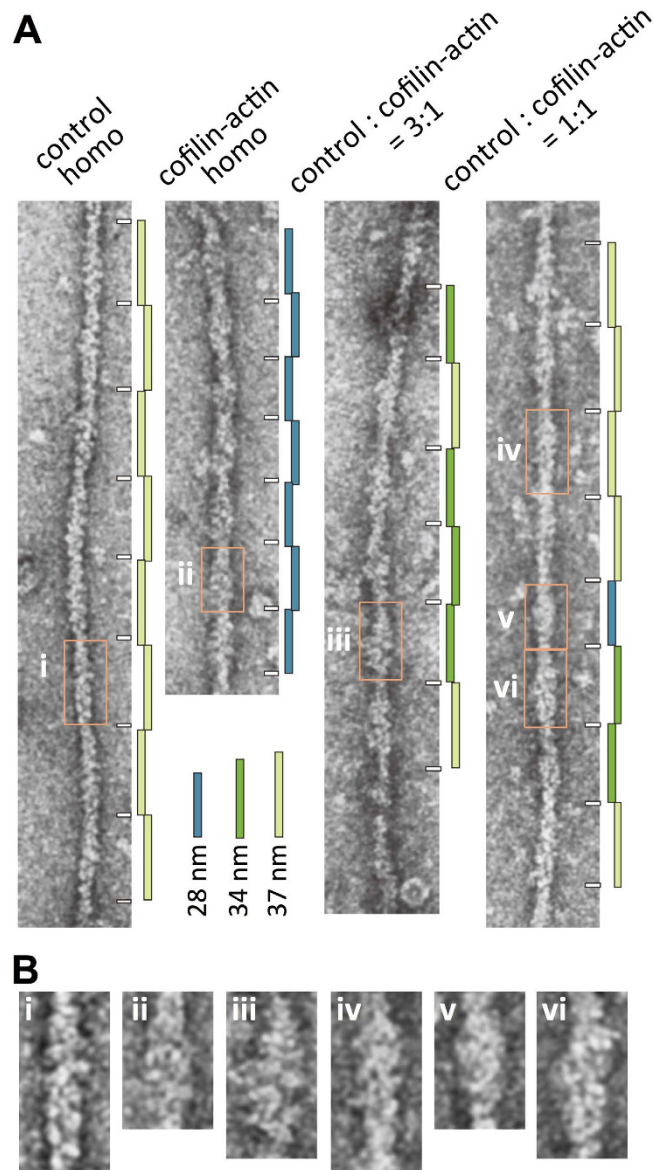 A
control
homo
cofilin-actin
homo
control : cofilin-actin
= 3:1
control : cofilin-actin
= 1:1
i
ii
iii
iv
v
vi
28 nm
34 nm
37 nm
B
i
ii
iii
iv
v
vi